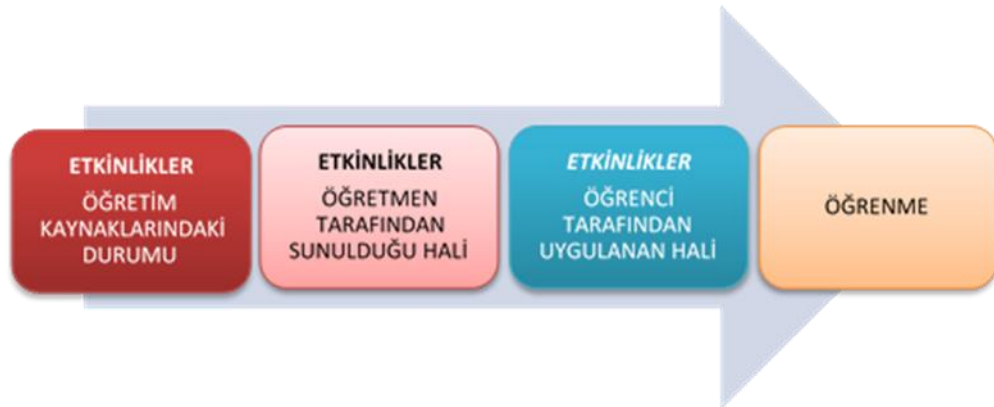 ETKİNLİKLER
ÖĞRETİM
KAYNAKLARINDAKİ
DURUMU
ETKİNLİKLER
ÖĞRETMEN
TARAFINDAN
SUNULDUĞU HALİ
ETKİNLİKLER
ÖĞRENCİ
TARAFINDAN
UYGULANAN HALİ
ÖĞRENME